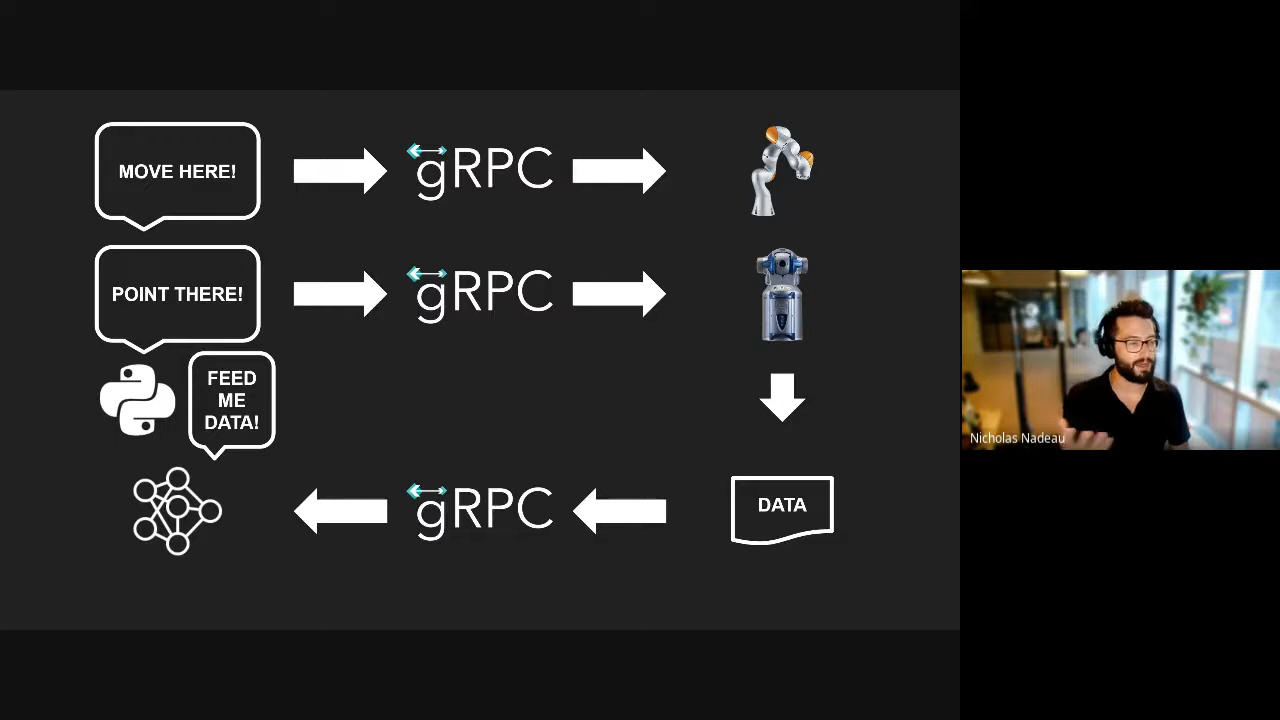 MOVE HERE!
gRPC
POINT THERE!
gRPC
FEED
ME
DATA!
gRPC
DATA
Nicholas Nadeau